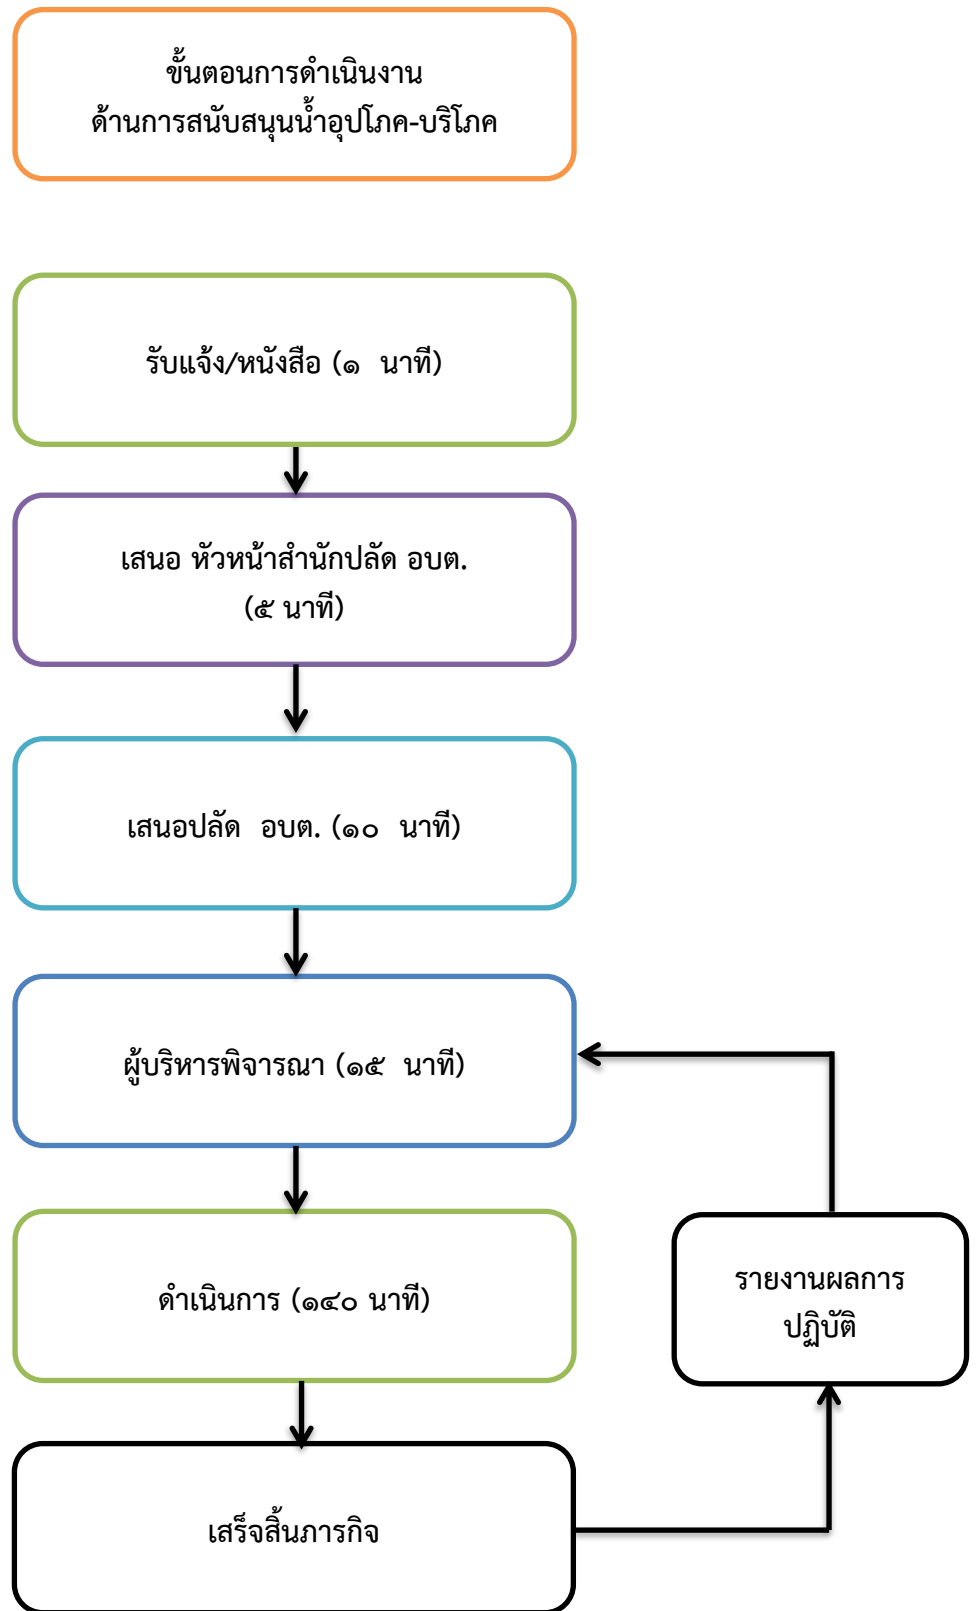 ขั้นตอนการดำเนินงาน
ด้านการสนับสนุนน้ำอุปโภค-บริโภค
รับแจ้ง/หนังสือ (๑ นาที)
เสนอ หัวหน้าสำนักปลัด อบต.
(๕ นาที)
เสนอปลัด อบต. (๑๐ นาที)
ผู้บริหารพิจารณา (๑๕ นาที)
ดำเนินการ (๑๔๐ นาที)
รายงานผลการ
ปฏิบัติ
เสร็จสิ้นภารกิจ